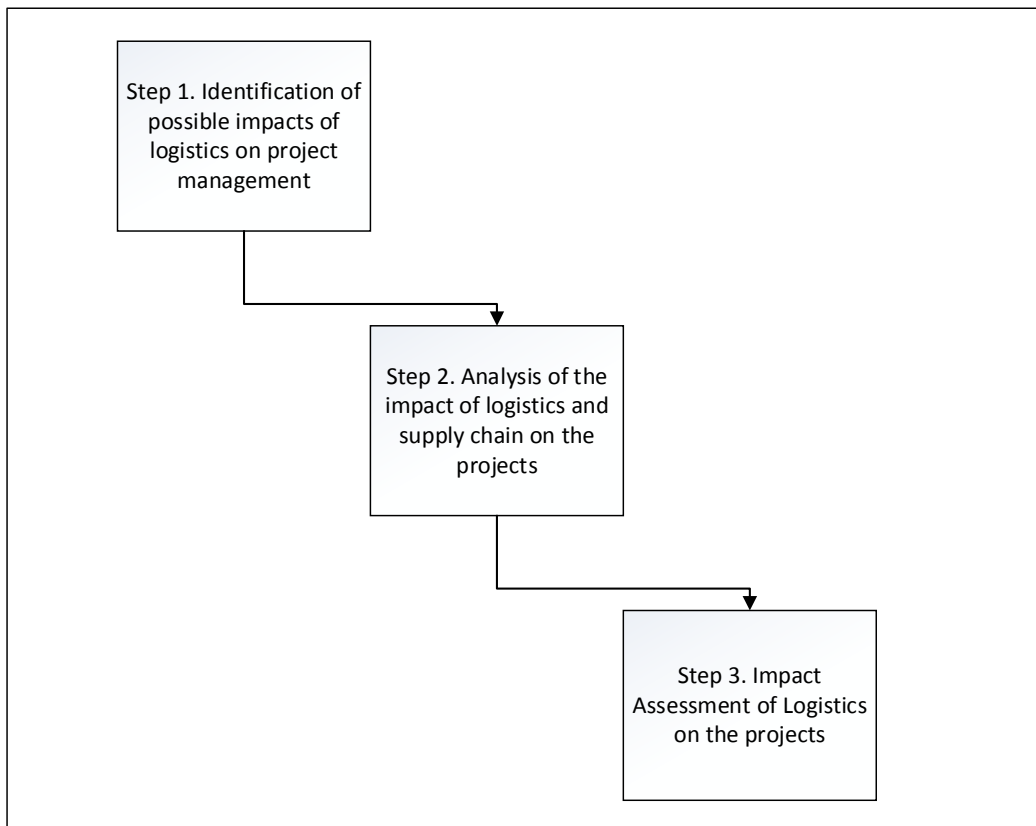 Step 1. Identification of
possible impacts of
logistics on project
management
Step 2. Analysis of the
impact of logistics and
supply chain on the
projects
Step 3. Impact
Assessment of Logistics
on the projects